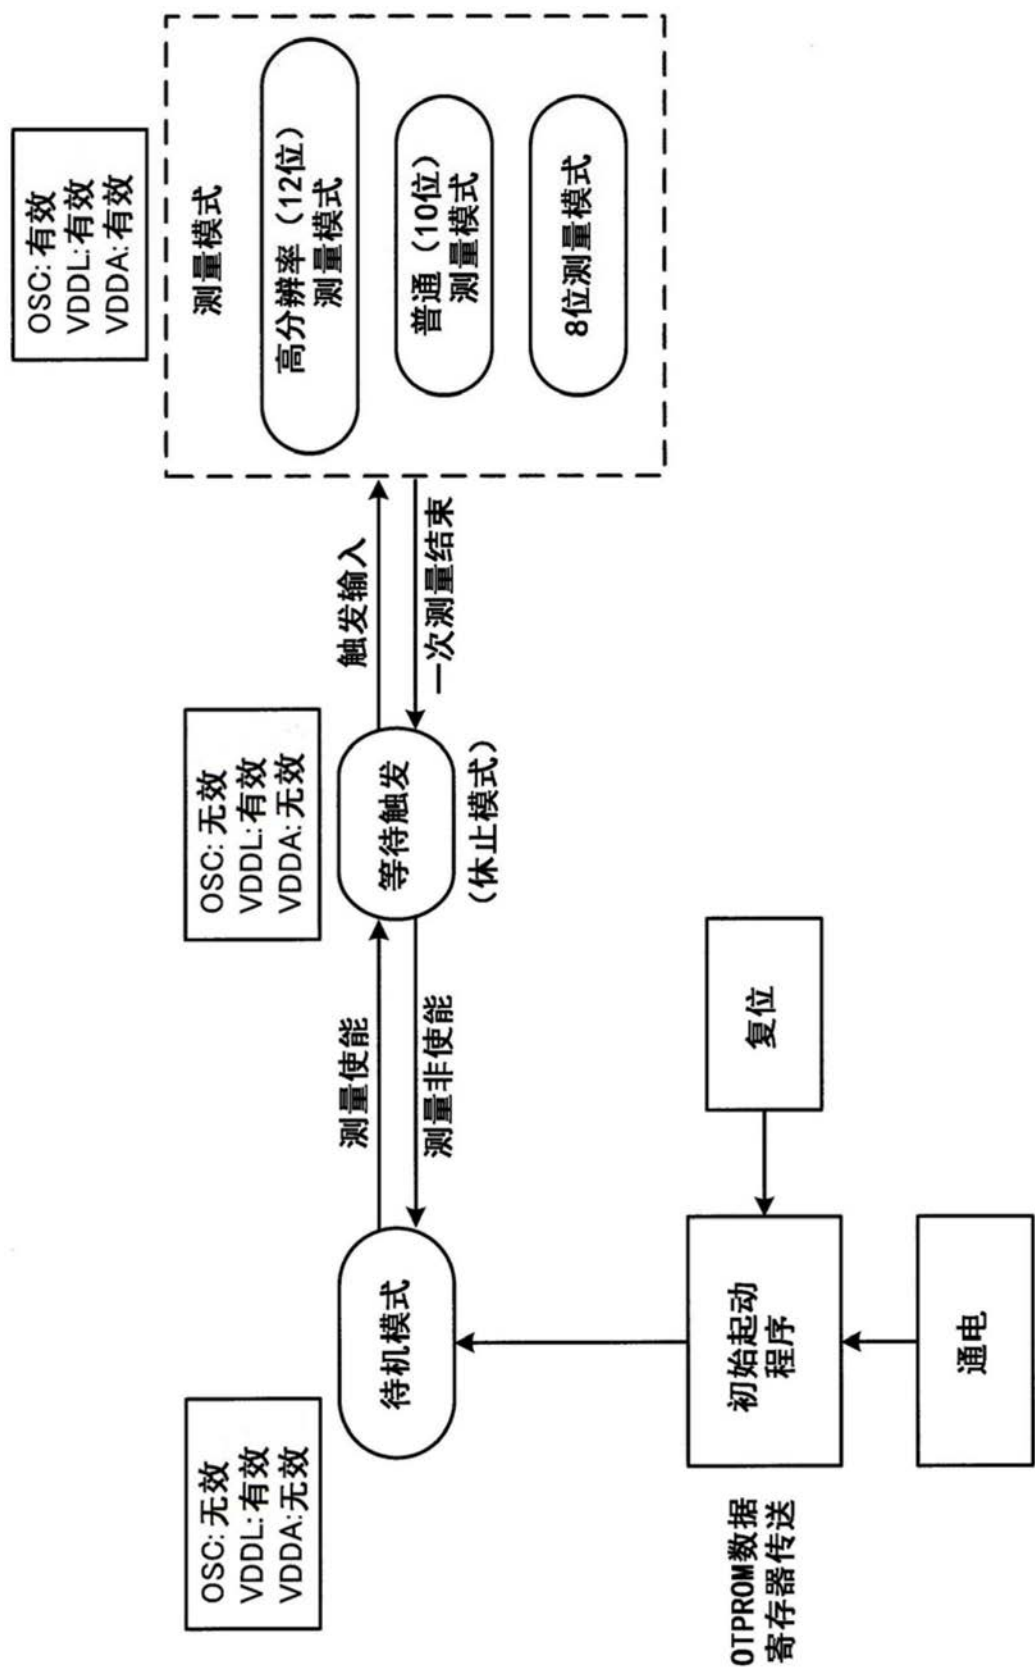 OSC:无效
VDDL:有效
VDDA:无效
OSC:无效
VDDL:有效
VDDA:无效
OSC:有效
VDDL:有效
VDDA:有效
待机模式
测量使能
测量非使能
等待触发
(休止模式)
触发输入
一次测量结束
测量模式
高分辨率（12位）
测量模式
普通（10位）
测量模式
8位测量模式
OTPROM数据
寄存器传送
初始起动
程序
复位
通电